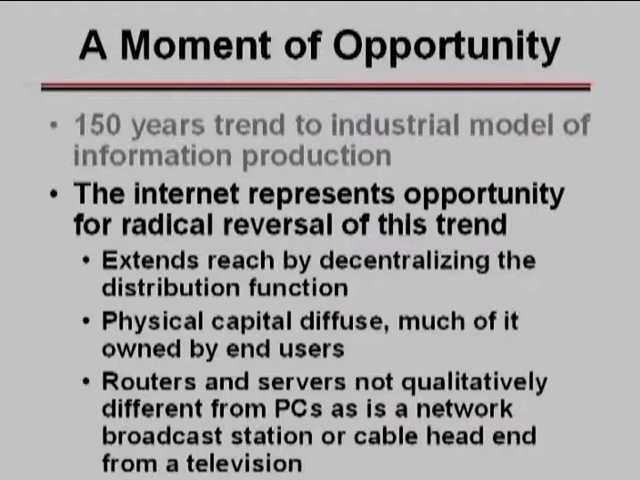 A Moment of Opportunity
• 150 years trend to industrial model of
information production
• The internet represents opportunity
for radical reversal of this trend
• Extends reach by decentralizing the
distribution function
• Physical capital diffuse, much of it
owned by end users
• Routers and servers not qualitatively
different from PCs as is a network
broadcast station or cable head end
from a television